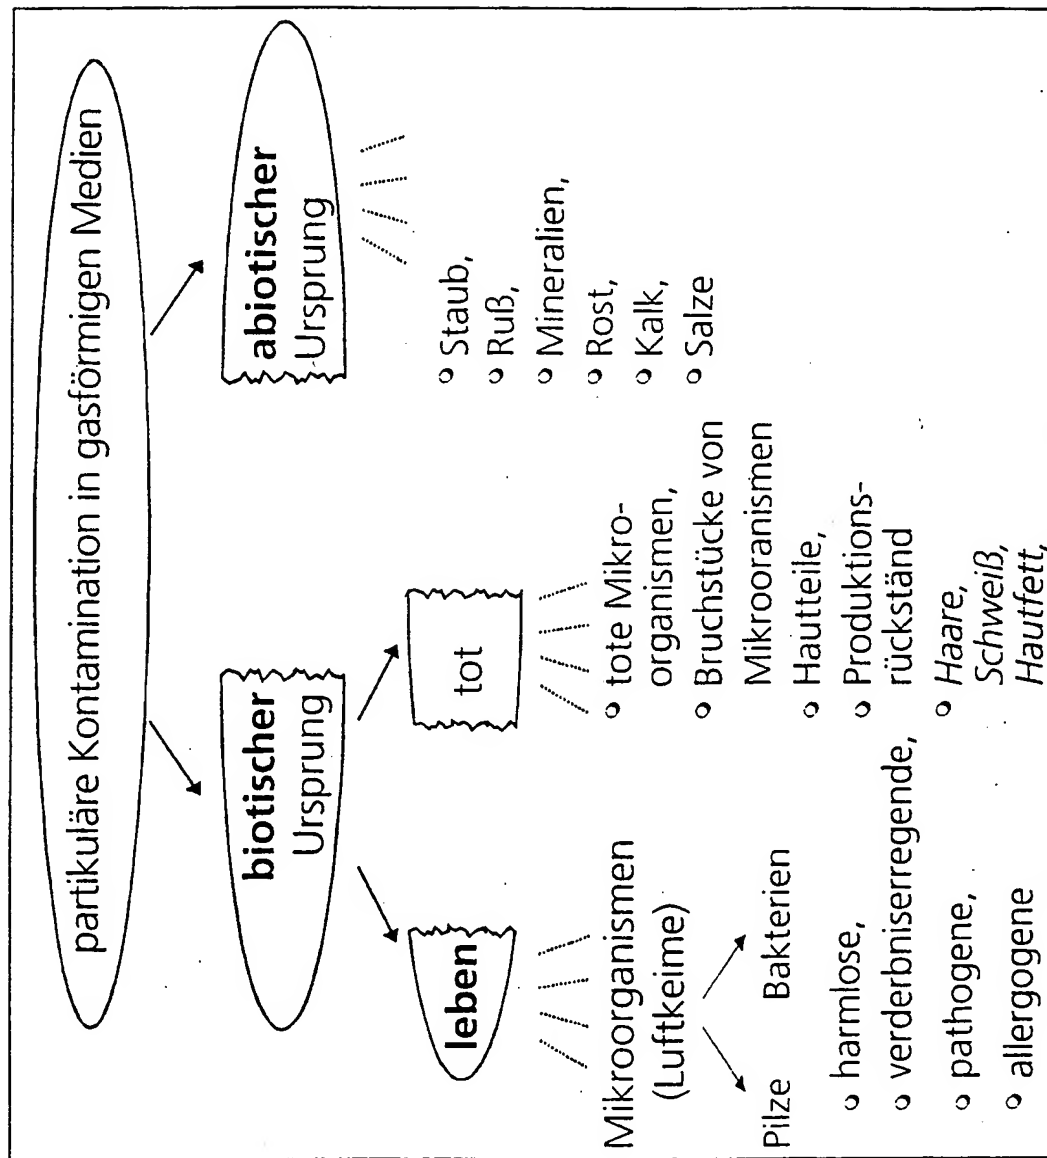 partikuläre Kontamination in gasförmigen Medien
biotischer
Ursprung
abiotischer
Ursprung
leben
tot
Mikroorganismen
(Luftkeime)
Pilze
Bakterien
harmlose,
verderbniserregende,
pathogene,
allergogene
tote Mikro-
organismen,
Bruchstücke von
Mikrooranismen
Hautteile,
Produktions-
rückständ
Haare,
Schweiß,
Hautfett,
Staub,
Ruß,
Mineralien,
Rost,
Kalk,
Salze